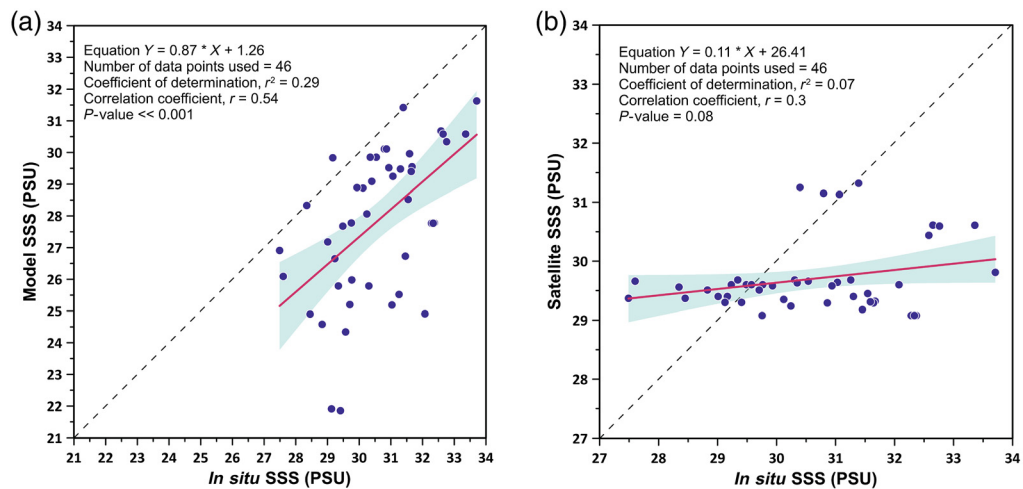 (a)
Equation Y = 0.87 * X + 1.26
Number of data points used = 46
Coefficient of determination, r² = 0.29
Correlation coefficient, r = 0.54
P-value << 0.001
Model SSS (PSU)
34
33
32
31
30
29
28
27
26
25
24
23
22
21
21 22 23 24 25 26 27 28 29 30 31 32 33 34
In situ SSS (PSU)
(b)
Equation Y = 0.11 * X + 26.41
Number of data points used = 46
Coefficient of determination, r² = 0.07
Correlation coefficient, r = 0.3
P-value = 0.08
Satellite SSS (PSU)
34
33
32
31
30
29
28
27
27 28 29 30 31 32 33 34
In situ SSS (PSU)